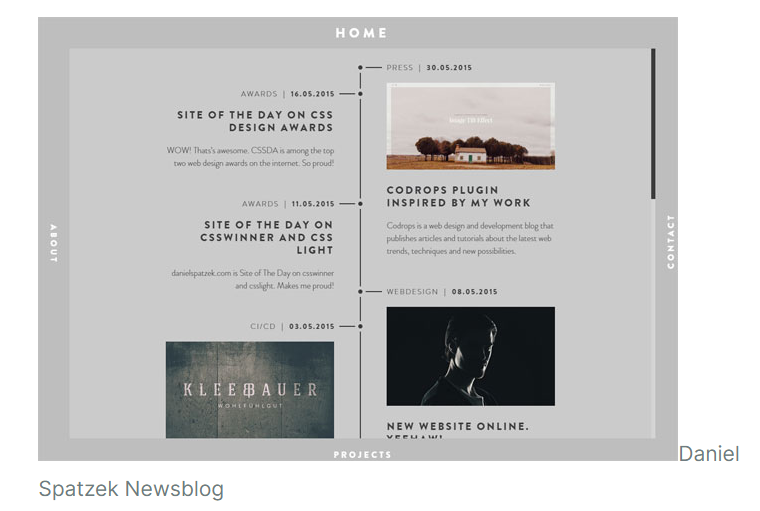 HOME
PRESS | 30.05.2015
AWARDS | 16.05.2015
SITE OF THE DAY ON CSS
DESIGN AWARDS
WOW! Thats's awesome. CSSDA is among the top
two web design awards on the internet. So proud!
CODROPS PLUGIN
INSPIRED BY MY WORK
Codrops is a web design and development blog that
publishes articles and tutorials about the latest web
trends, techniques and new possibilities.
AWARDS | 11.05.2015
SITE OF THE DAY ON
CSSWINNER AND CSS
LIGHT
danielspatzek.com is Site of The Day on csswinner
and csslight. Makes me proud!
WEBDESIGN | 08.05.2015
CI/CD | 03.05.2015
KLEEBAUER
WOHLFÜHLGUT
NEW WEBSITE ONLINE.
YEEHAW!
ABOUT
CONTACT
PROJECTS
Daniel
Spatzek Newsblog